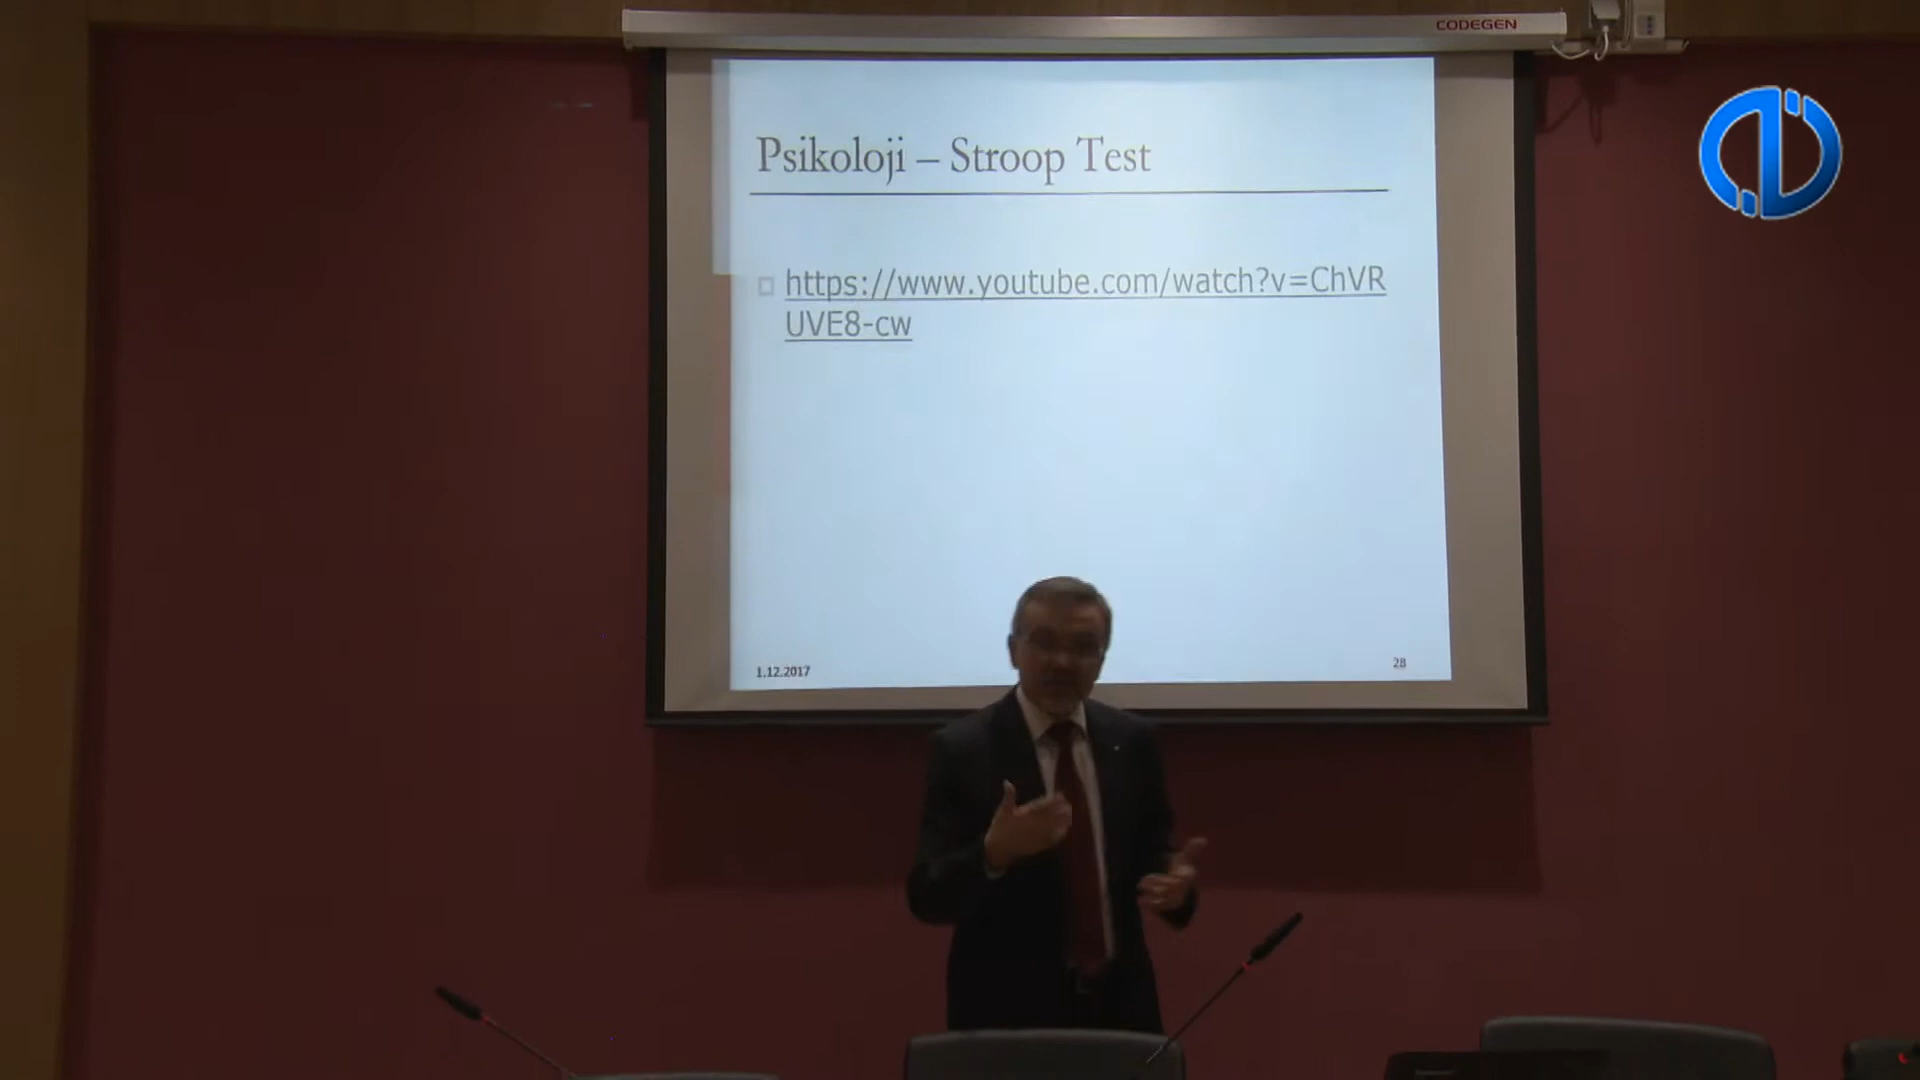 CODEGEN
Psikoloji – Stroop Test
https://www.youtube.com/watch?v=ChVR
UVE8-cw
1.12.2017
28